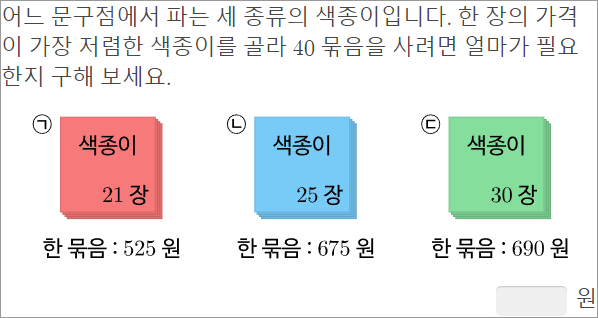 어느 문구점에서 파는 세 종류의 색종이입니다. 한 장의 가격
이 가장 저렴한 색종이를 골라 40 묶음을 사려면 얼마가 필요
한지 구해 보세요.
㉠ 색종이 21 장
한 묶음 : 525 원
㉡ 색종이 25 장
한 묶음 : 675 원
㉢ 색종이 30 장
한 묶음 : 690 원
원